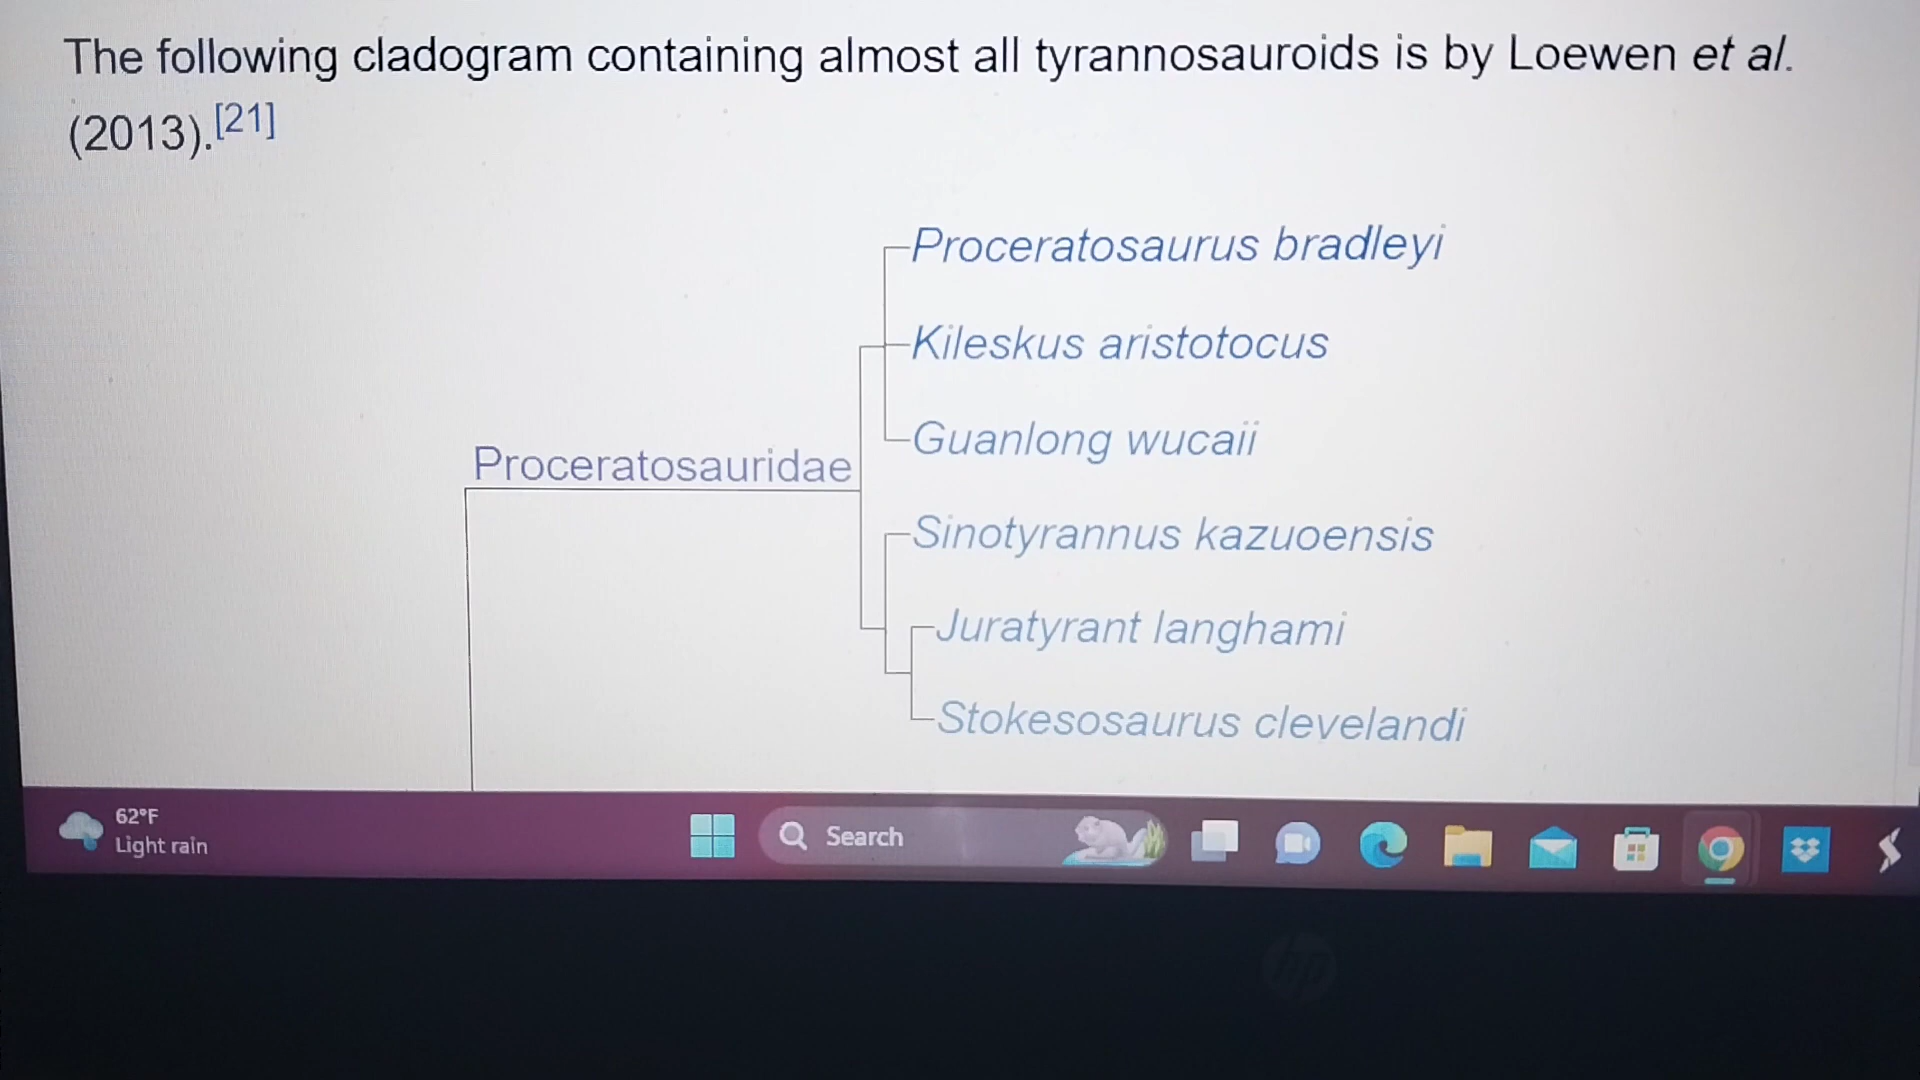 The following cladogram containing almost all tyrannosauroids is by Loewen et al.
(2013).[21]
Proceratosaurus bradleyi
Kileskus aristotocus
Guanlong wucaii
Proceratosauridae
Sinotyrannus kazuoensis
Juratyrant langhami
Stokesosaurus clevelandi
62°F
Light rain
Search
hp